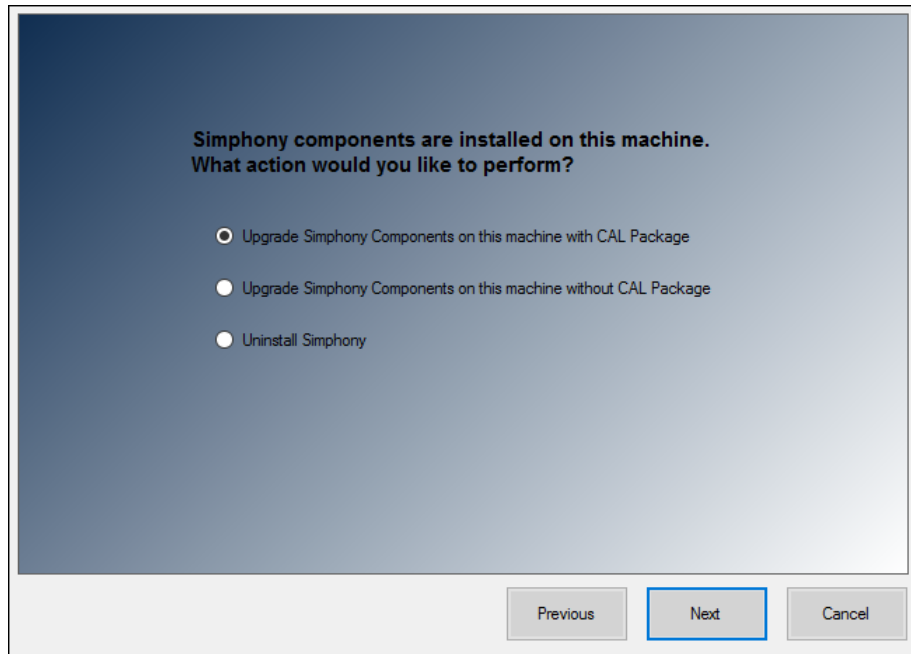 Simphony components are installed on this machine.
What action would you like to perform?
Upgrade Simphony Components on this machine with CAL Package
Upgrade Simphony Components on this machine without CAL Package
Uninstall Simphony
Previous
Next
Cancel